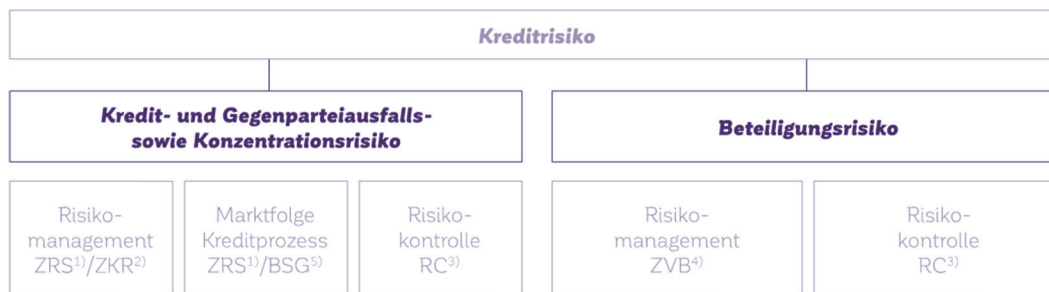 Kreditrisiko
Kredit- und Gegenparteiausfalls-
sowie Konzentrationsrisiko
Beteiligungsrisiko
Risiko-
management
ZRS1)/ZKR2)
Marktfolge
Kreditprozess
ZRS1)/BSG5)
Risiko-
kontrolle
RC3)
Risiko-
management
ZVB4)
Risiko-
kontrolle
RC3)